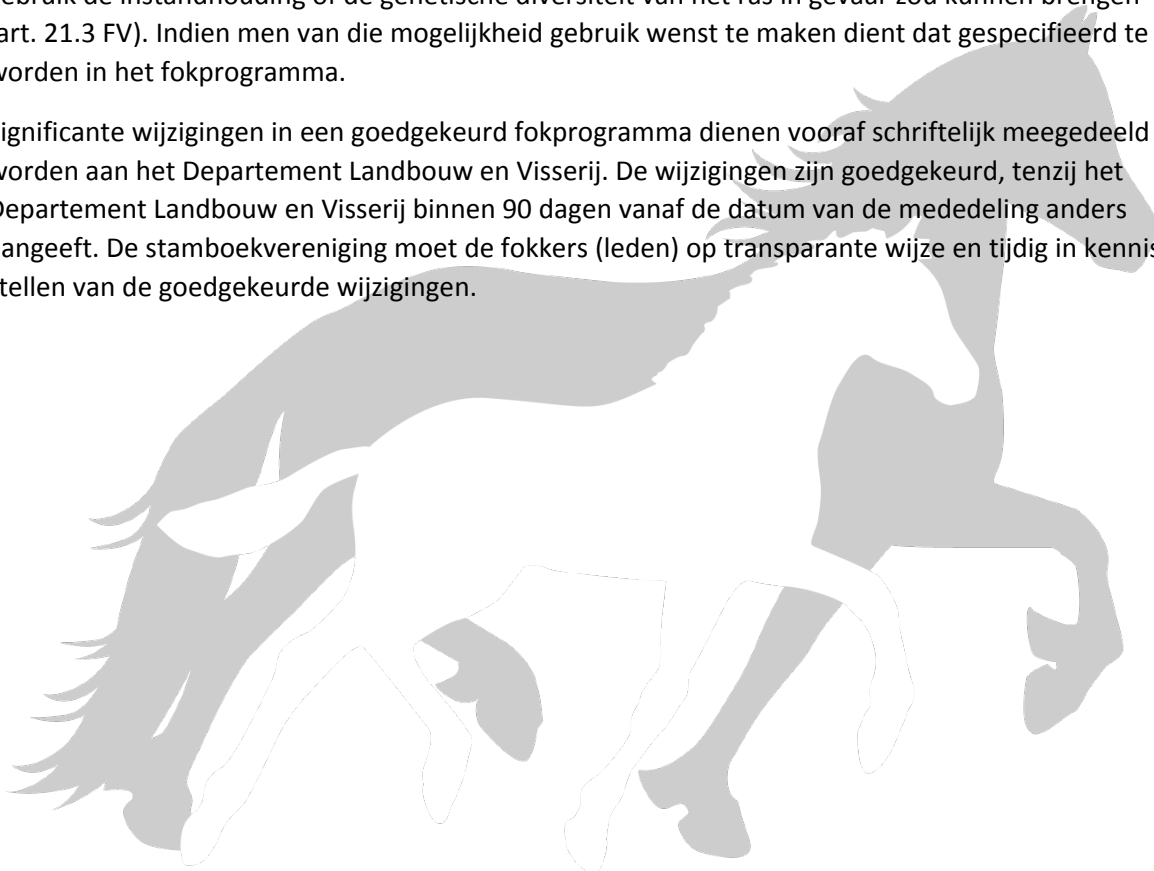 ebruik de instandhouding of de genetische diversiteit van het ras in gevaar zou kunnen brengen
art. 21.3 FV). Indien men van die mogelijkheid gebruik wenst te maken dient dat gespecifieerd te
worden in het fokprogramma.
ignificante wijzigingen in een goedgekeurd fokprogramma dienen vooraf schriftelijk meegedeeld
worden aan het Departement Landbouw en Visserij. De wijzigingen zijn goedgekeurd, tenzij het
Departement Landbouw en Visserij binnen 90 dagen vanaf de datum van de mededeling anders
angeeft. De stamboekvereniging moet de fokkers (leden) op transparante wijze en tijdig in kennis
tellen van de goedgekeurde wijzigingen.